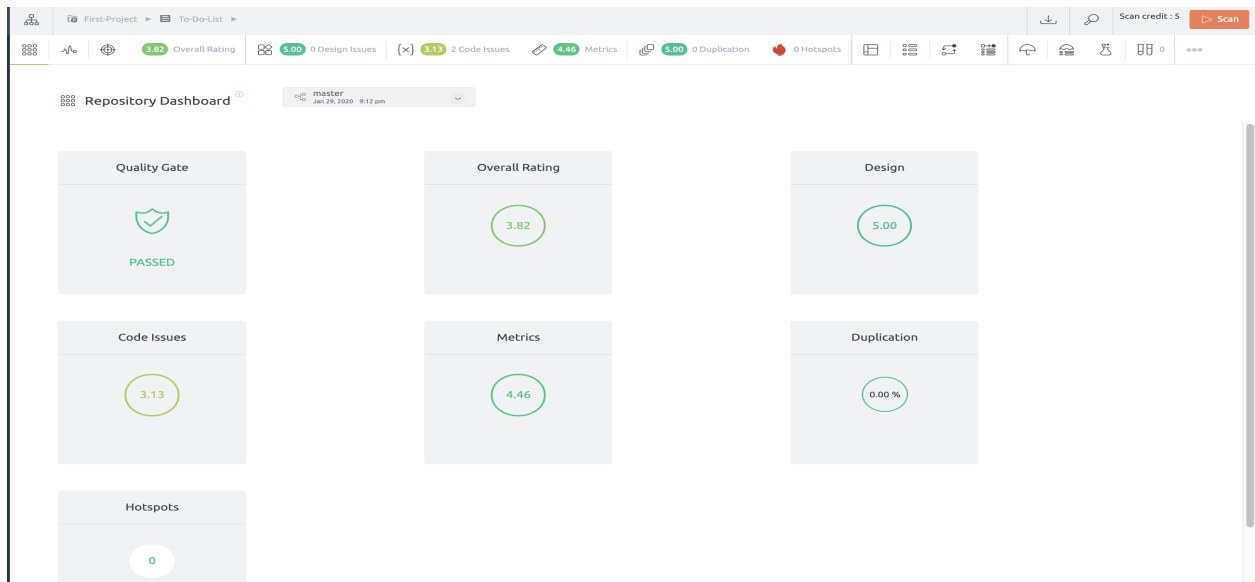 First-Project To-Do-List Scan credit : 5 Scan
3.82 Overall Rating 5.00 0 Design Issues {×} 3.13 2 Code Issues 4.46 Metrics 5.00 0 Duplication 0 Hotspots 0
Repository Dashboard
master
Jan 29, 2020 9:12 pm
Quality Gate Overall Rating Design
3.82 5.00
PASSED
Code Issues Metrics Duplication
3.13 4.46 0.00 %
Hotspots
0